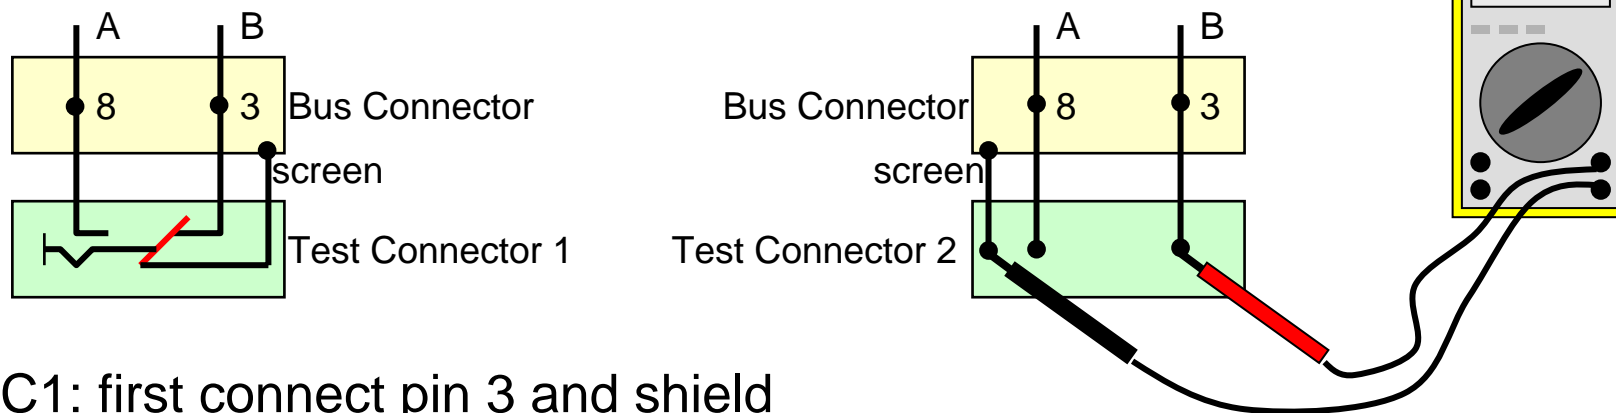 A B
8 3 Bus Connector
screen
Test Connector 1
A B
Bus Connector 8 3
screen
Test Connector 2
C1: first connect pin 3 and shield